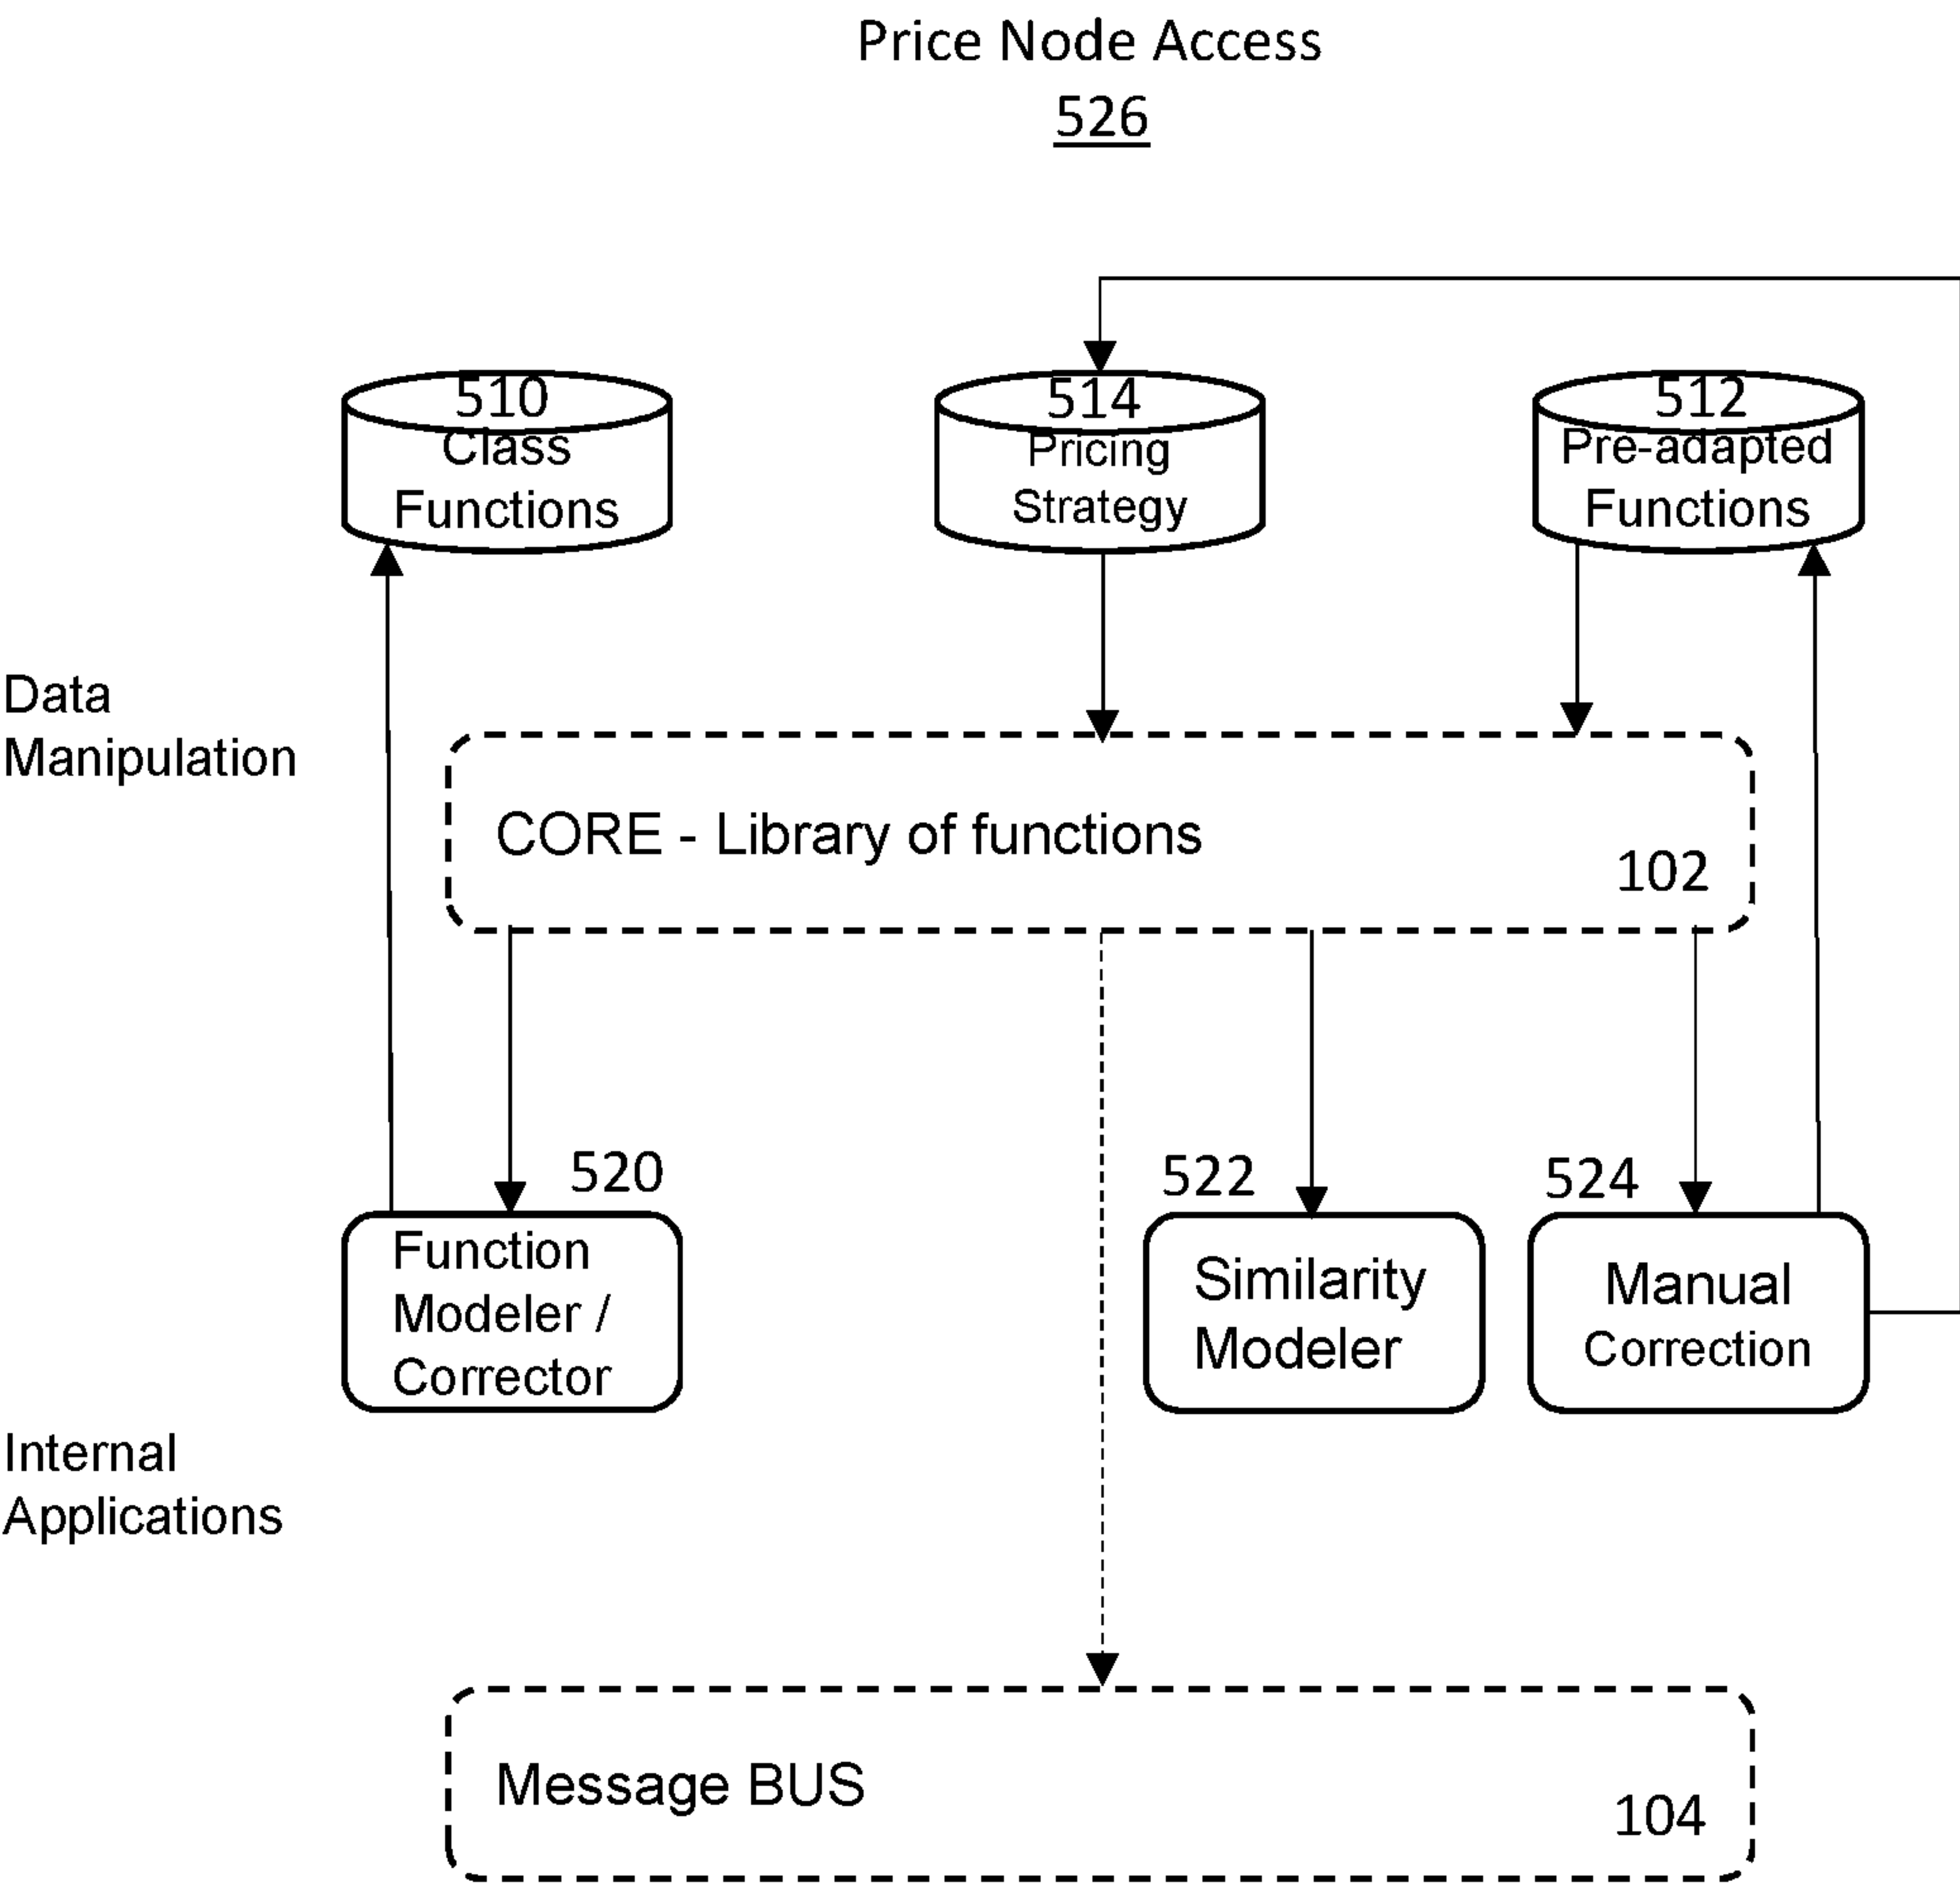 Price Node Access
526
510
Class
Functions
514
Pricing
Strategy
512
Pre-adapted
Functions
Data
Manipulation
CORE - Library of functions
102
520
Function
Modeler /
Corrector
522
Similarity
Modeler
524
Manual
Correction
Internal
Applications
Message BUS
104